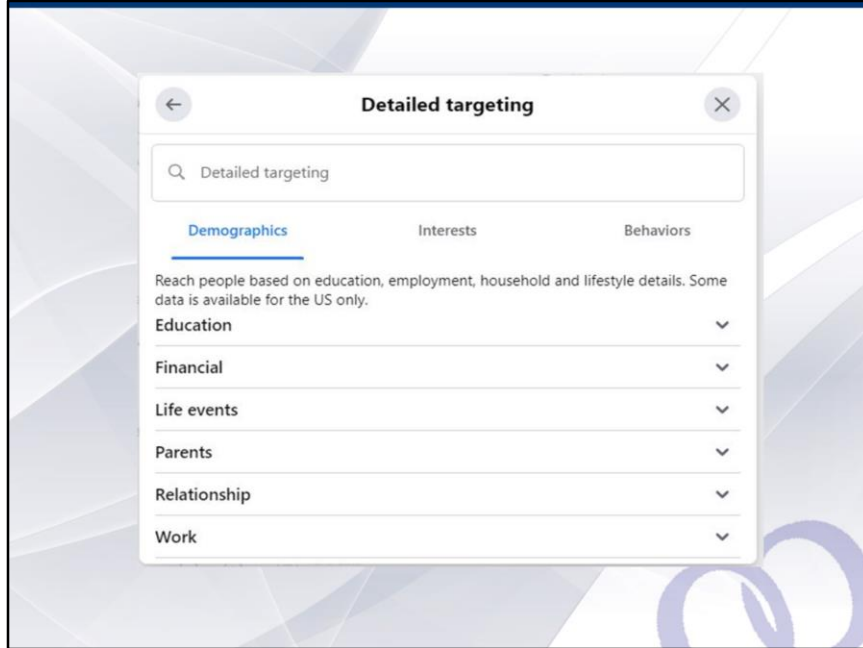 Detailed targeting
Detailed targeting
Demographics Interests Behaviors
Reach people based on education, employment, household and lifestyle details. Some
data is available for the US only.
Education
Financial
Life events
Parents
Relationship
Work